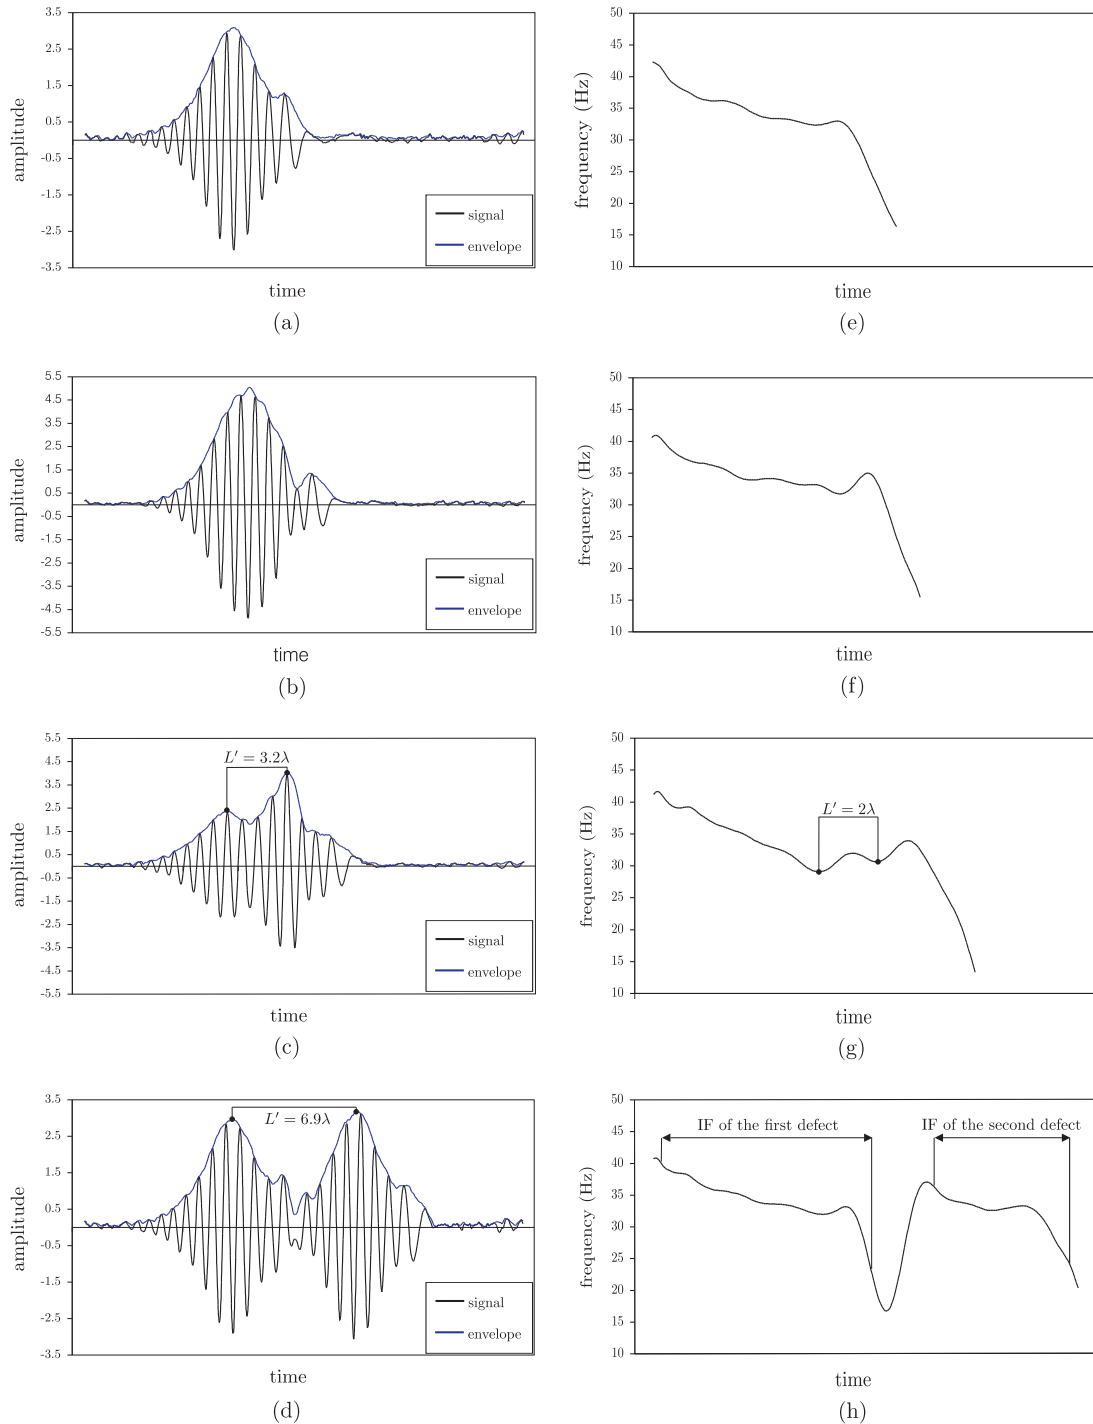 3.5
2.5
1.5
0.5
-0.5
-1.5
-2.5
-3.5
amplitude
signal
envelope
time
(a)
50
45
40
35
30
25
20
15
10
frequency (Hz)
time
(e)
5.5
4.5
3.5
2.5
1.5
0.5
-0.5
-1.5
-2.5
-3.5
-4.5
-5.5
amplitude
signal
envelope
time
(b)
50
45
40
35
30
25
20
15
10
frequency (Hz)
time
(f)
5.5
4.5
3.5
2.5
1.5
0.5
-0.5
-1.5
-2.5
-3.5
-4.5
-5.5
amplitude
L′ = 3.2λ
signal
envelope
time
(c)
50
45
40
35
30
25
20
15
10
frequency (Hz)
L′ = 2λ
time
(g)
3.5
2.5
1.5
0.5
-0.5
-1.5
-2.5
-3.5
amplitude
L′ = 6.9λ
signal
envelope
time
(d)
50
45
40
35
30
25
20
15
10
frequency (Hz)
IF of the first defect
IF of the second defect
time
(h)